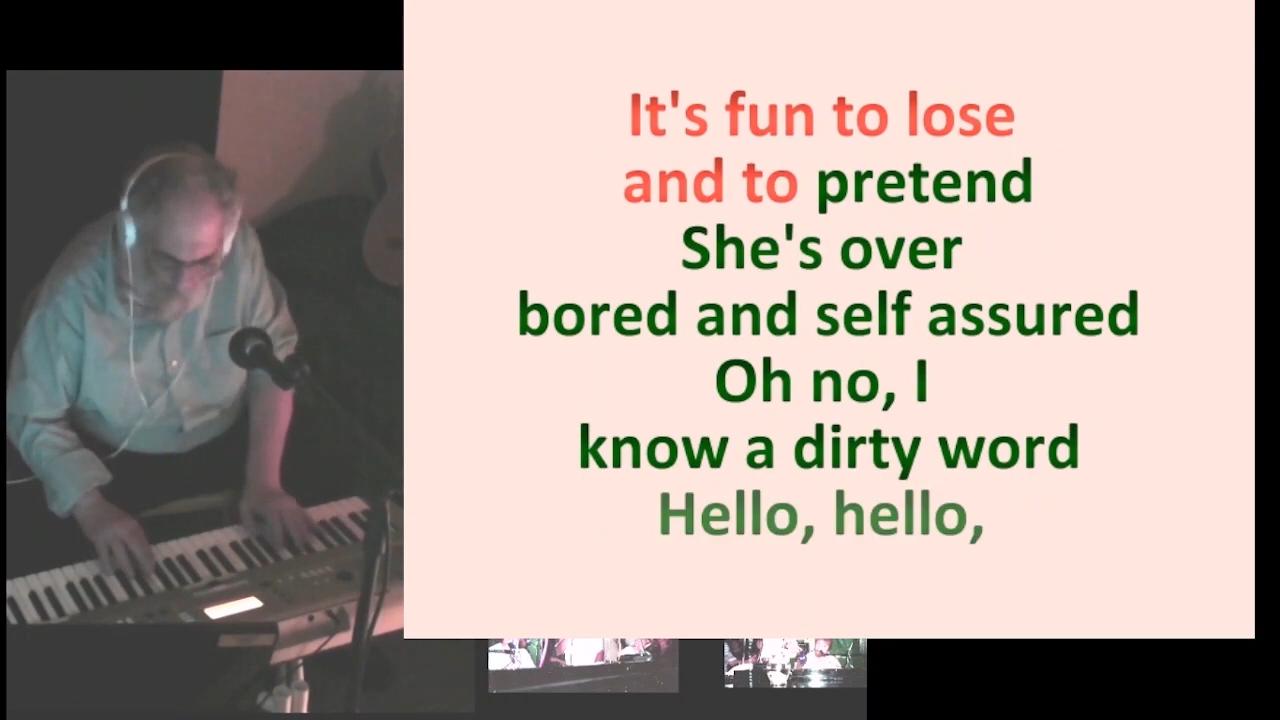 It's fun to lose
and to pretend
She's over
bored and self assured
Oh no, I
know a dirty word
Hello, hello,